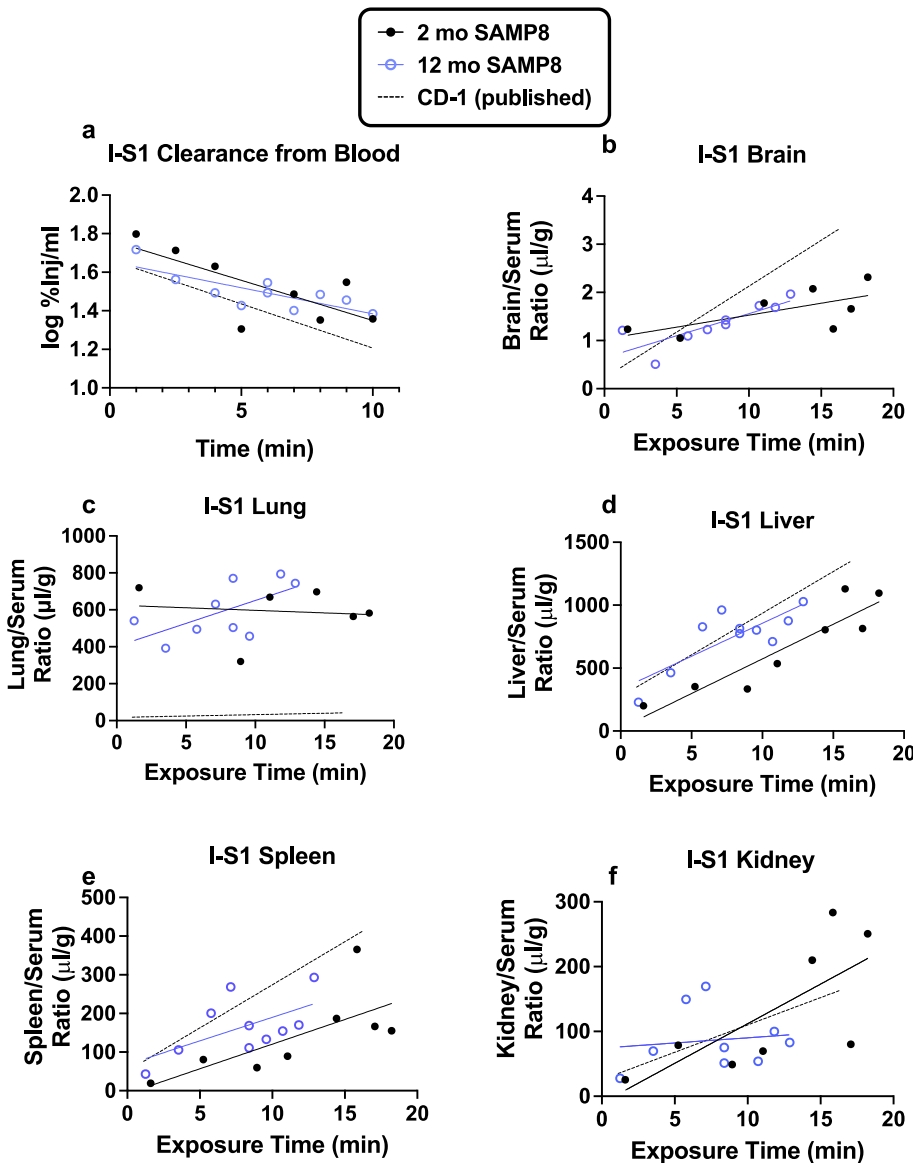 2 mo SAMP8
12 mo SAMP8
CD-1 (published)
a
I-S1 Clearance from Blood
log %Inj/ml
1.8
2.0
1.6
1.4
1.2
1.0
0
5
10
Time (min)
b
I-S1 Brain
Brain/Serum
Ratio (μl/g)
4
3
2
1
0
0
5
10
15
20
Exposure Time (min)
c
I-S1 Lung
Lung/Serum
Ratio (μl/g)
1000
800
600
400
200
0
0
5
10
15
20
Exposure Time (min)
d
I-S1 Liver
Liver/Serum
Ratio (μl/g)
1500
1000
500
0
0
5
10
15
20
Exposure Time (min)
e
I-S1 Spleen
Spleen/Serum
Ratio (μl/g)
500
400
300
200
100
0
0
5
10
15
20
Exposure Time (min)
f
I-S1 Kidney
Kidney/Serum
Ratio (μl/g)
300
200
100
0
0
5
10
15
20
Exposure Time (min)